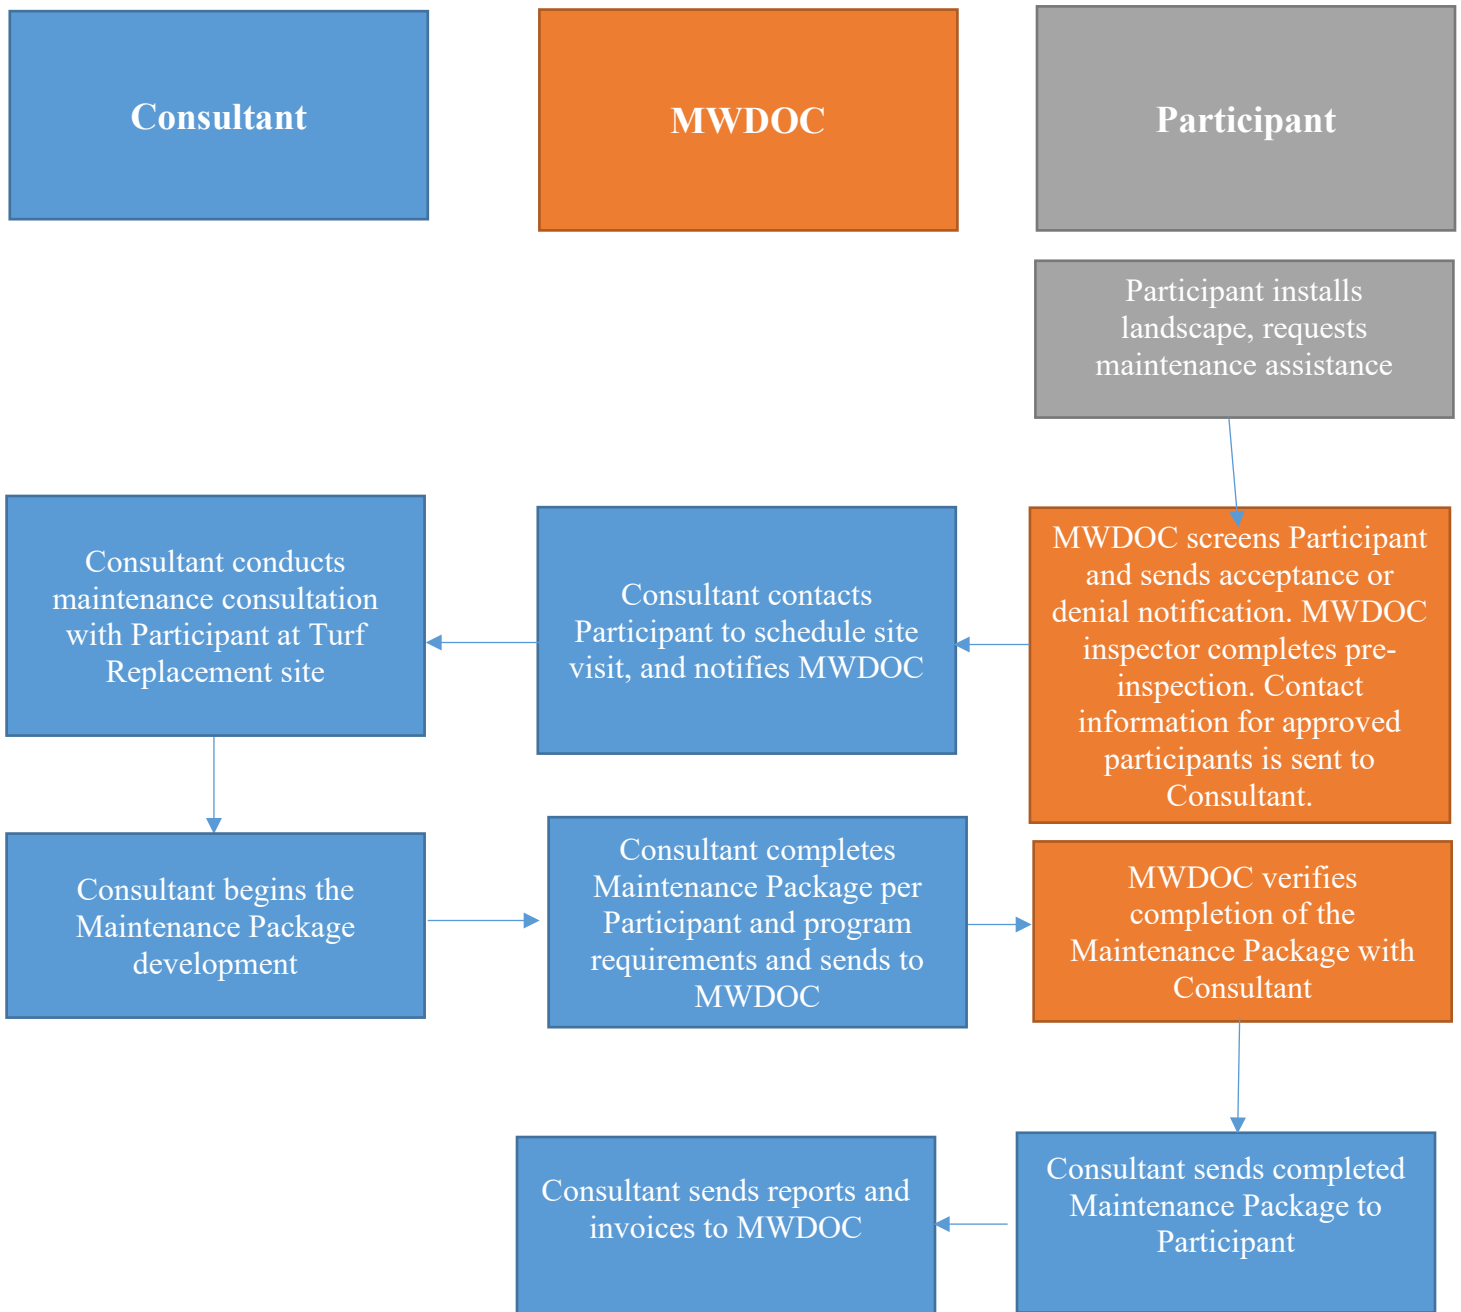 Consultant
MWDOC
Participant
Participant installs
landscape, requests
maintenance assistance
Consultant conducts
maintenance consultation
with Participant at Turf
Replacement site
Consultant contacts
Participant to schedule site
visit, and notifies MWDOC
MWDOC screens Participant
and sends acceptance or
denial notification. MWDOC
inspector completes pre-
inspection. Contact
information for approved
participants is sent to
Consultant.
Consultant begins the
Maintenance Package
development
Consultant completes
Maintenance Package per
Participant and program
requirements and sends to
MWDOC
MWDOC verifies
completion of the
Maintenance Package with
Consultant
Consultant sends reports and
invoices to MWDOC
Consultant sends completed
Maintenance Package to
Participant